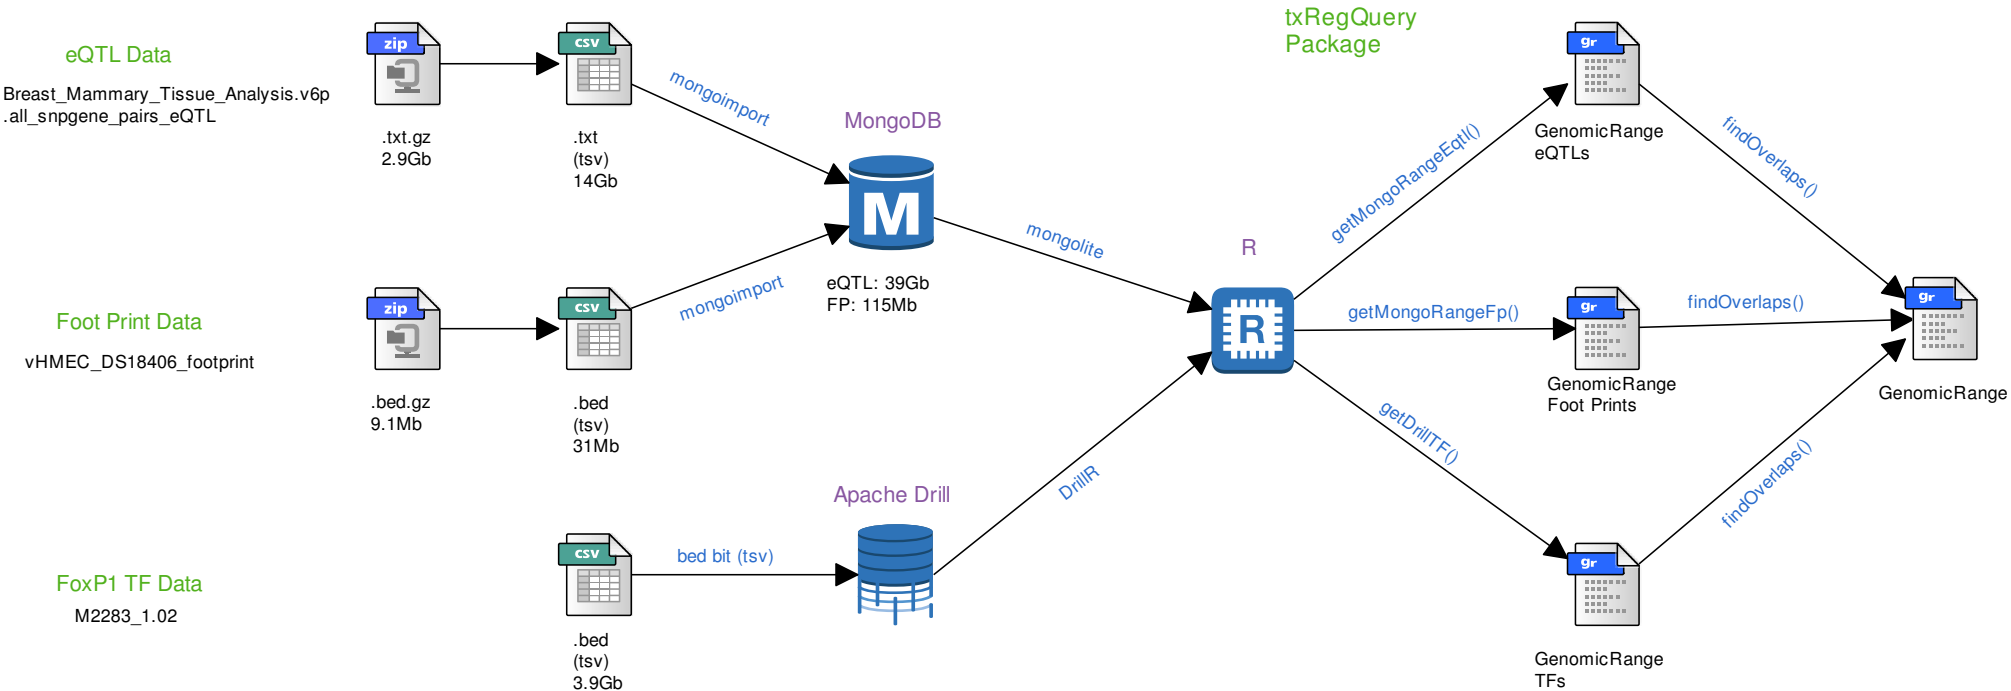 eQTL Data
Breast_Mammary_Tissue_Analysis.v6p
.all_snpgene_pairs_eQTL
zip
.txt.gz
2.9Gb
csv
.txt
(tsv)
14Gb
mongoimport
Foot Print Data
vHMEC_DS18406_footprint
zip
.bed.gz
9.1Mb
csv
.bed
(tsv)
31Mb
mongoimport
MongoDB
M
eQTL: 39Gb
FP: 115Mb
mongolite
FoxP1 TF Data
M2283_1.02
csv
.bed
(tsv)
3.9Gb
bed bit (tsv)
Apache Drill
DrillR
R
R
txRegQuery
Package
getMongoRangeEqtl()
gr
GenomicRange
eQTLs
findOverlaps()
getMongoRangeFp()
gr
GenomicRange
Foot Prints
findOverlaps()
getDrillTF()
gr
GenomicRange
TFs
findOverlaps()
gr
GenomicRange